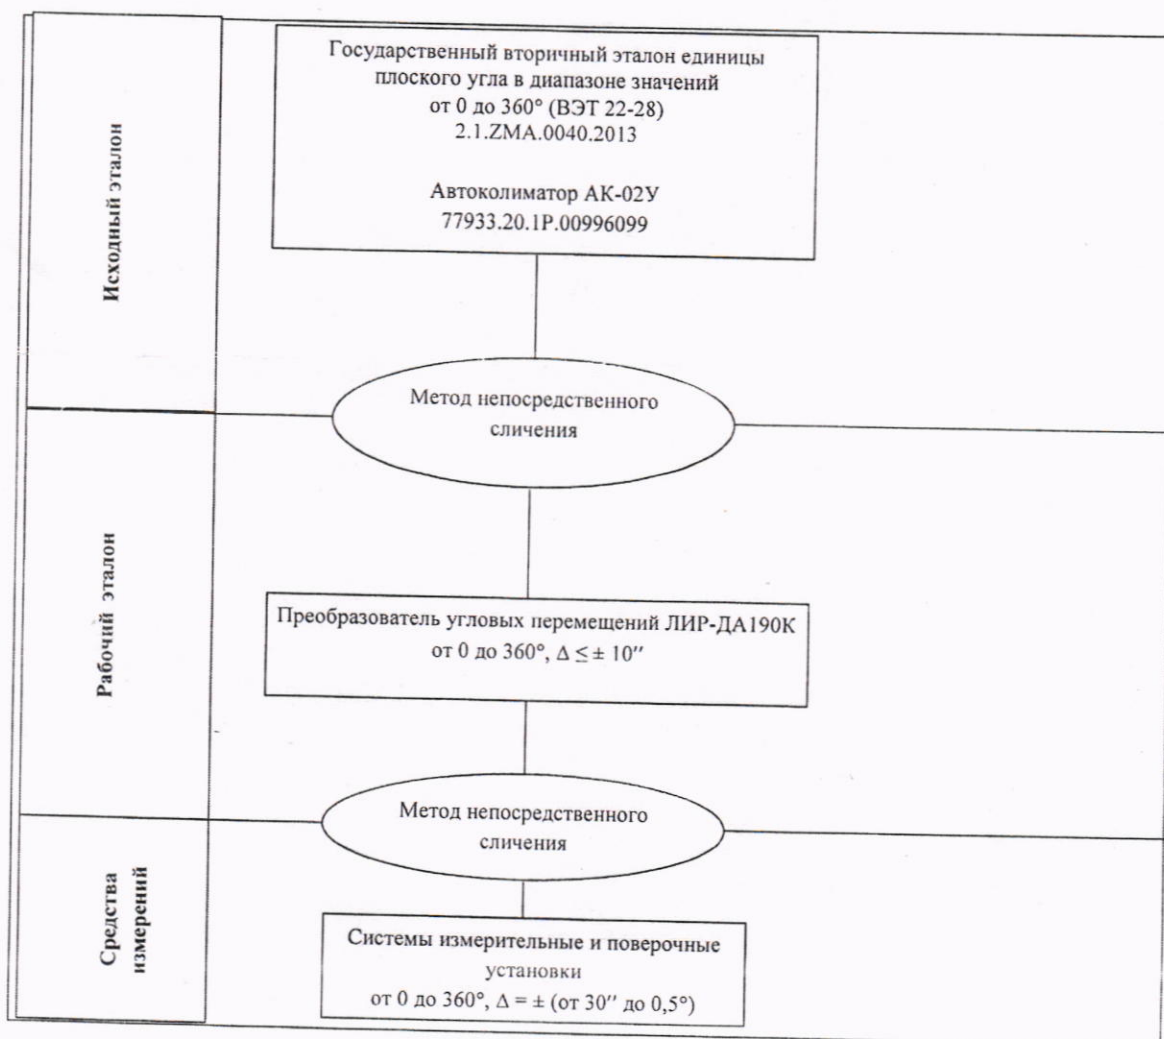 Исходный эталон
Государственный вторичный эталон единицы
плоского угла в диапазоне значений
от 0 до 360° (ВЭТ 22-28)
2.1.ZMA.0040.2013
Автоколиматор АК-02У
77933.20.1Р.00996099
Метод непосредственного
сличения
Рабочий эталон
Преобразователь угловых перемещений ЛИР-ДА190К
от 0 до 360°, Δ ≤ ± 10′′
Метод непосредственного
сличения
Средства
измерений
Системы измерительные и поверочные
установки
от 0 до 360°, Δ = ± (от 30′′ до 0,5°)